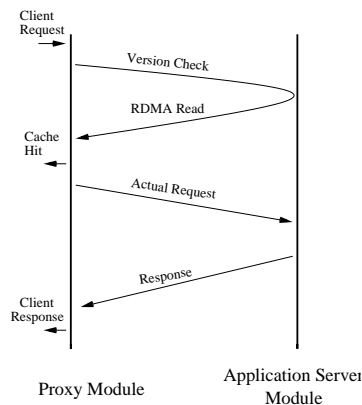 Client
Request
Version Check
RDMA Read
Cache
Hit
Actual Request
Response
Client
Response
Proxy Module
Application Server
Module